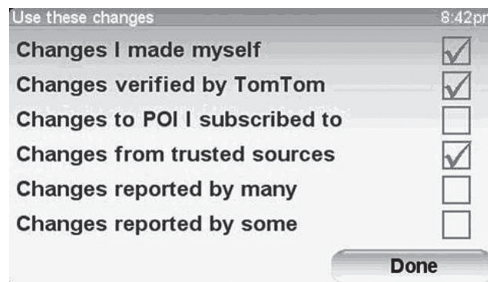 Use these changes 8:42pm
Changes I made myself
Changes verified by TomTom
Changes to POI I subscribed to
Changes from trusted sources
Changes reported by many
Changes reported by some
Done